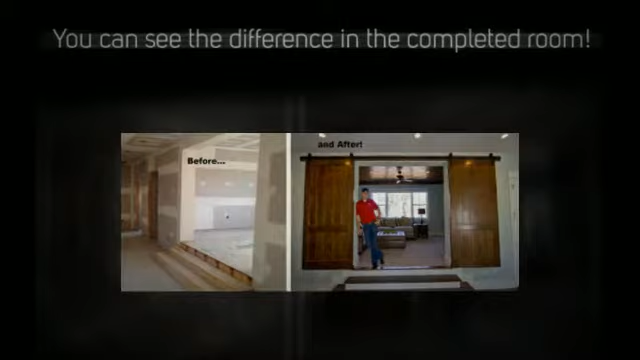 You can see the difference in the completed room!
and After!
Before...